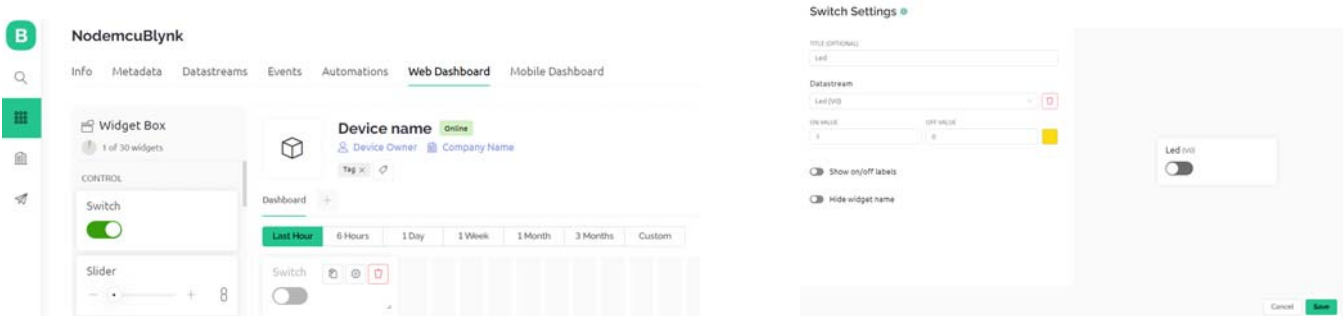 B
NodemcuBlynk
Info Metadata Datastreams Events Automations Web Dashboard Mobile Dashboard
Widget Box
1 of 30 widgets
CONTROL
Switch
Slider
Device name Online
Device Owner Company Name
Tag ×
Dashboard +
Last Hour 6 Hours 1 Day 1 Week 1 Month 3 Months Custom
Switch
Switch Settings
TITLE (OPTIONAL)
Led
Datastream
Led (V0)
ON VALUE OFF VALUE
1 0
Show on/off labels
Hide widget name
Led (V0)
Cancel Save